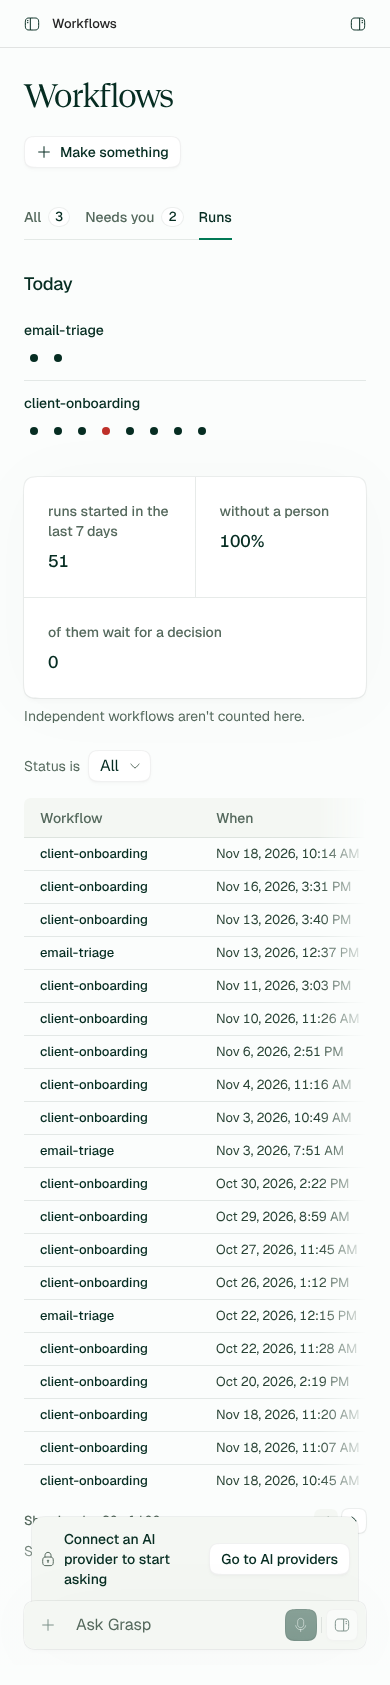 Workflows
Workflows
Make something
All 3 Needs you 2 Runs
Today
email-triage
client-onboarding
runs started in the
last 7 days
51
without a person
100%
of them wait for a decision
0
Independent workflows aren't counted here.
Status is All
Workflow When
client-onboarding Nov 18, 2026, 10:14 AM
client-onboarding Nov 16, 2026, 3:31 PM
client-onboarding Nov 13, 2026, 3:40 PM
email-triage Nov 13, 2026, 12:37 PM
client-onboarding Nov 11, 2026, 3:03 PM
client-onboarding Nov 10, 2026, 11:26 AM
client-onboarding Nov 6, 2026, 2:51 PM
client-onboarding Nov 4, 2026, 11:16 AM
client-onboarding Nov 3, 2026, 10:49 AM
email-triage Nov 3, 2026, 7:51 AM
client-onboarding Oct 30, 2026, 2:22 PM
client-onboarding Oct 29, 2026, 8:59 AM
client-onboarding Oct 27, 2026, 11:45 AM
client-onboarding Oct 26, 2026, 1:12 PM
email-triage Oct 22, 2026, 12:15 PM
client-onboarding Oct 22, 2026, 11:28 AM
client-onboarding Oct 20, 2026, 2:19 PM
client-onboarding Nov 18, 2026, 11:20 AM
client-onboarding Nov 18, 2026, 11:07 AM
client-onboarding Nov 18, 2026, 10:45 AM
Connect an AI
provider to start
asking
Go to AI providers
Ask Grasp